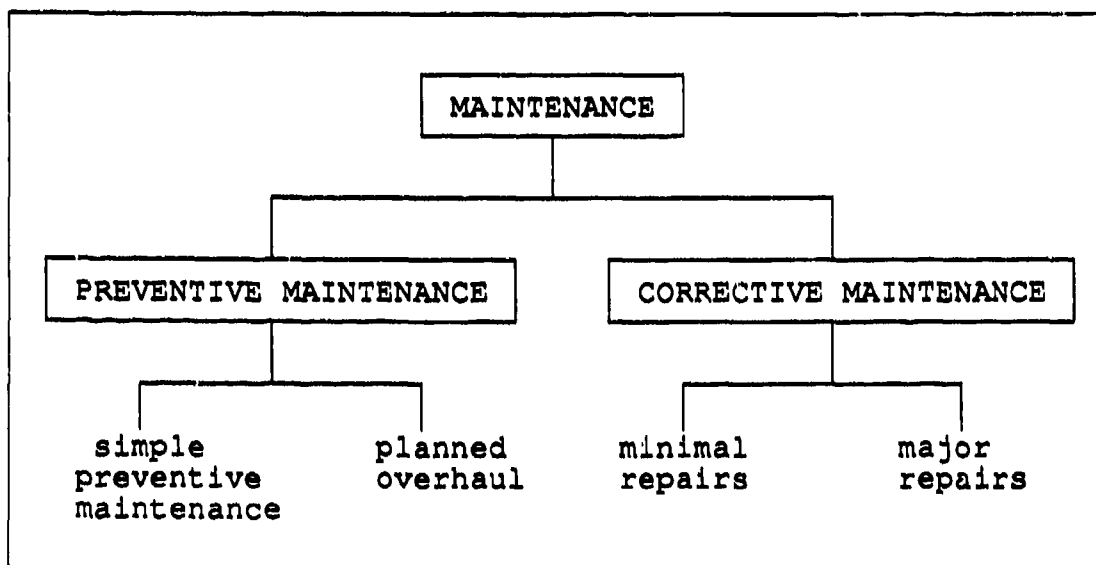 MAINTENANCE
PREVENTIVE MAINTENANCE
CORRECTIVE MAINTENANCE
simple
preventive
maintenance
planned
overhaul
minimal
repairs
major
repairs